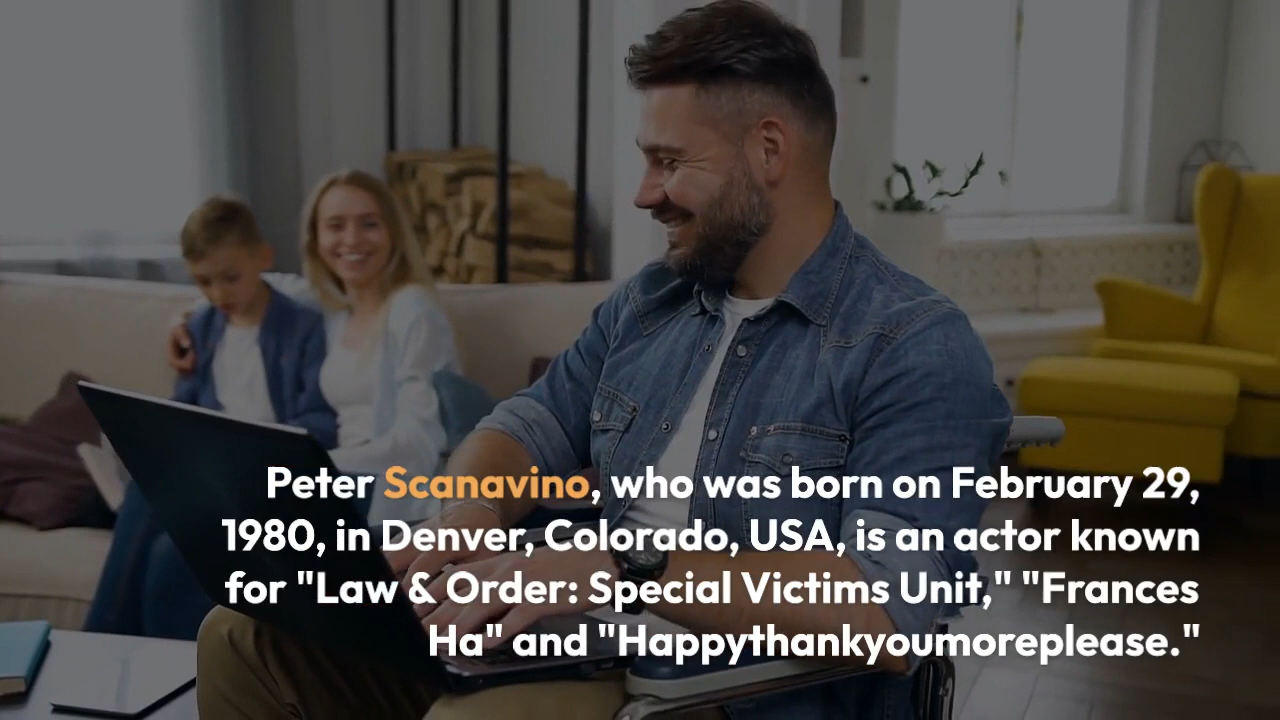 Peter Scanavino, who was born on February 29,
1980, in Denver, Colorado, USA, is an actor known
for "Law & Order: Special Victims Unit," "Frances
Ha" and "Happythankyoumoreplease."